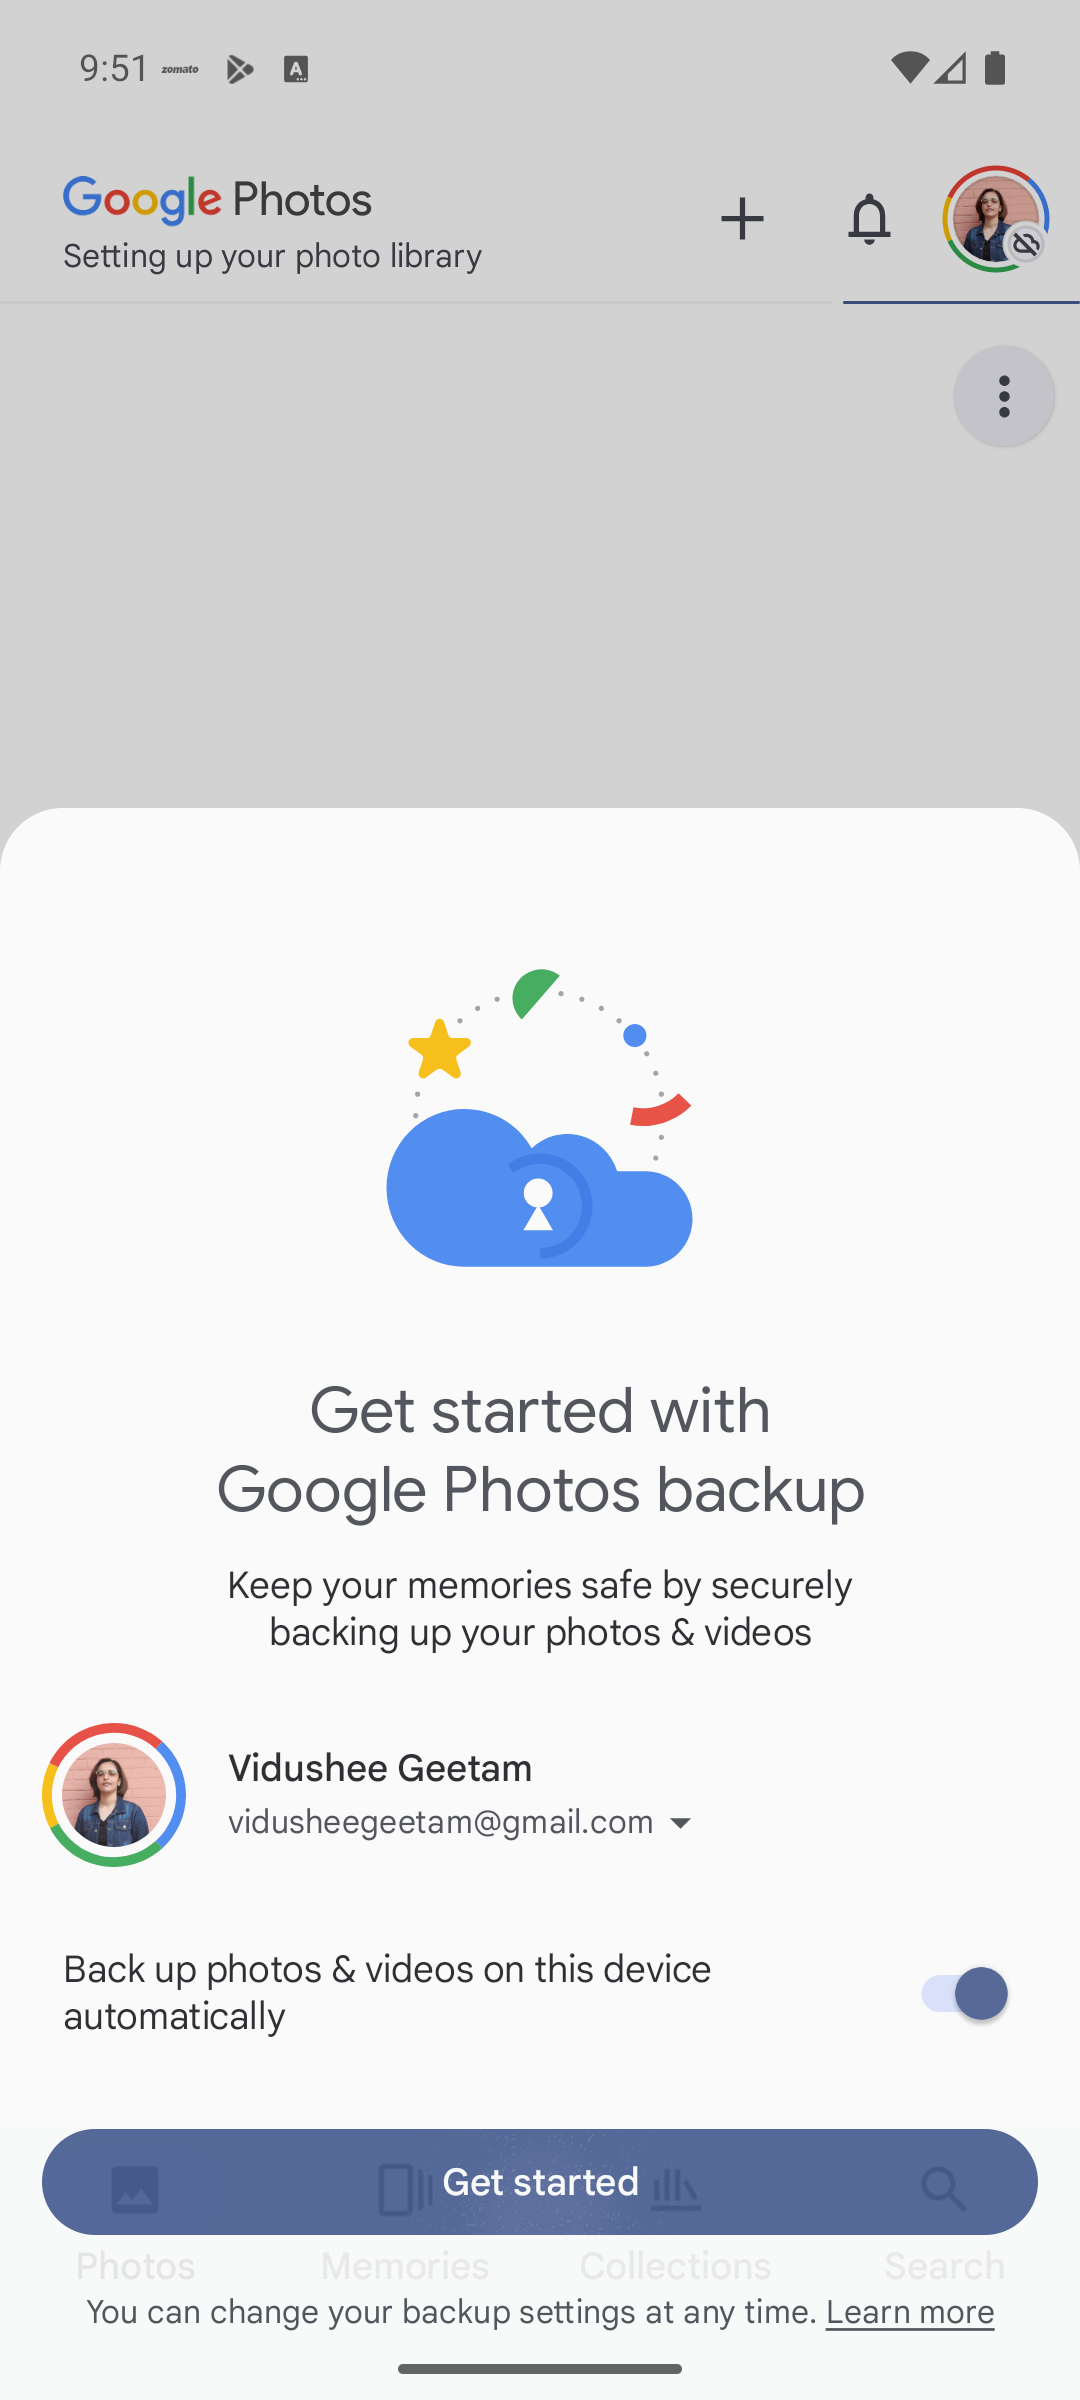 9:51 zomato A
Google Photos
Setting up your photo library
Get started with
Google Photos backup
Keep your memories safe by securely
backing up your photos & videos
Vidushee Geetam
vidusheegeetam@gmail.com
Back up photos & videos on this device
automatically
Get started
Photos Memories Collections Search
You can change your backup settings at any time. Learn more